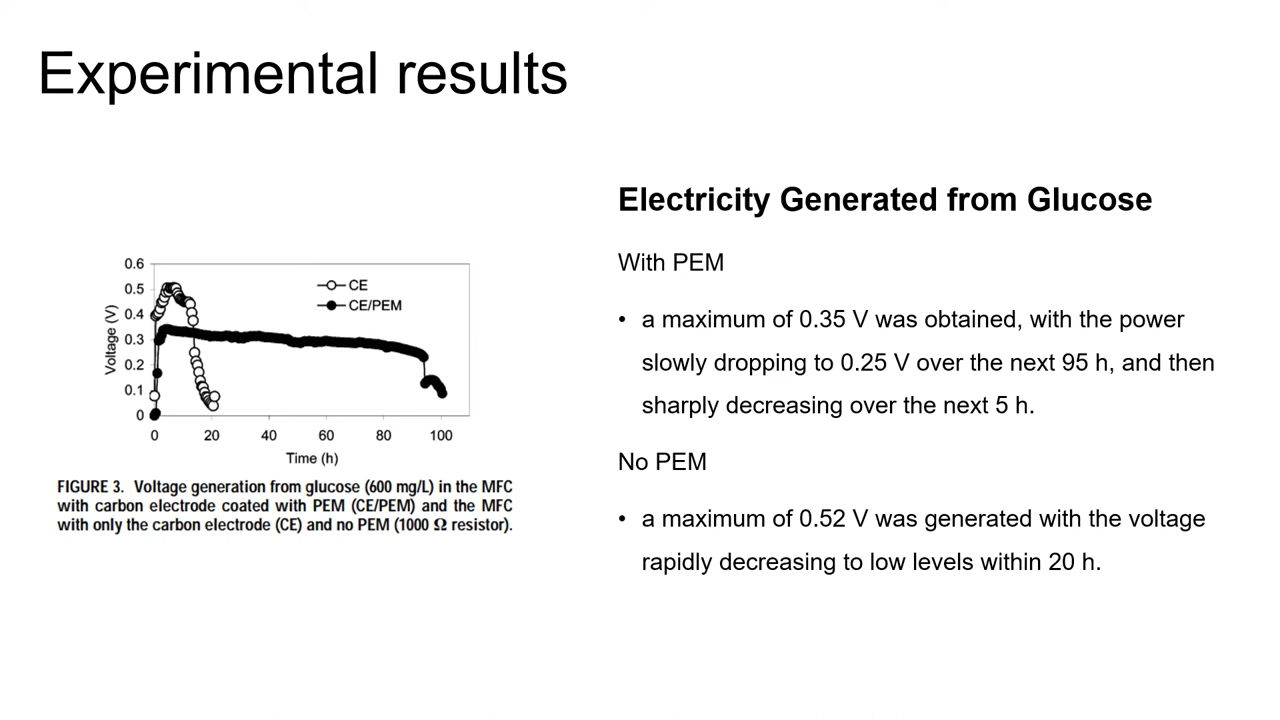 Experimental results
Electricity Generated from Glucose
With PEM
• a maximum of 0.35 V was obtained, with the power
slowly dropping to 0.25 V over the next 95 h, and then
sharply decreasing over the next 5 h.
No PEM
• a maximum of 0.52 V was generated with the voltage
rapidly decreasing to low levels within 20 h.
0.6
0.5
0.4
0.3
0.2
0.1
0
Voltage (V)
CE
CE/PEM
0 20 40 60 80 100
Time (h)
FIGURE 3. Voltage generation from glucose (600 mg/L) in the MFC
with carbon electrode coated with PEM (CE/PEM) and the MFC
with only the carbon electrode (CE) and no PEM (1000 Ω resistor).